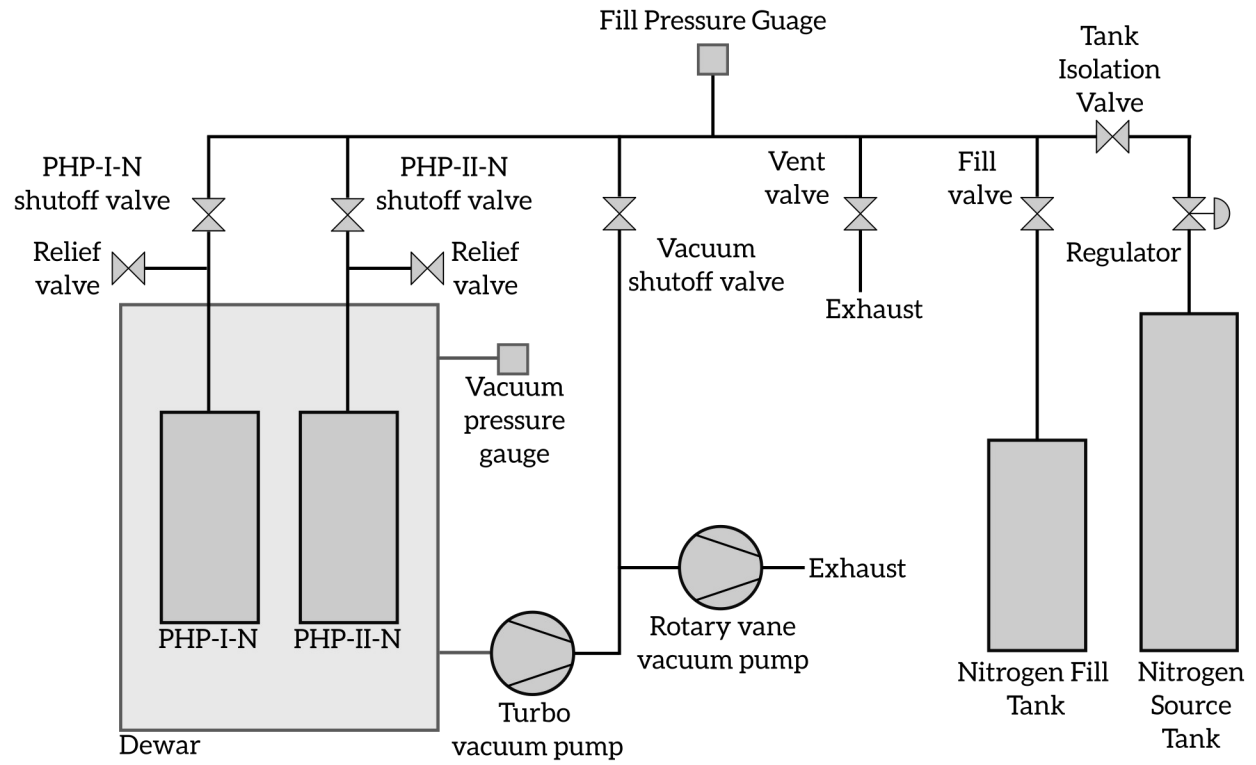 Fill Pressure Guage
Tank
Isolation
Valve
PHP-I-N
shutoff valve
PHP-II-N
shutoff valve
Vent
valve
Fill
valve
Relief
valve
Relief
valve
Vacuum
shutoff valve
Regulator
Exhaust
Vacuum
pressure
gauge
Exhaust
PHP-I-N
PHP-II-N
Rotary vane
vacuum pump
Nitrogen Fill
Tank
Nitrogen
Source
Tank
Turbo
vacuum pump
Dewar